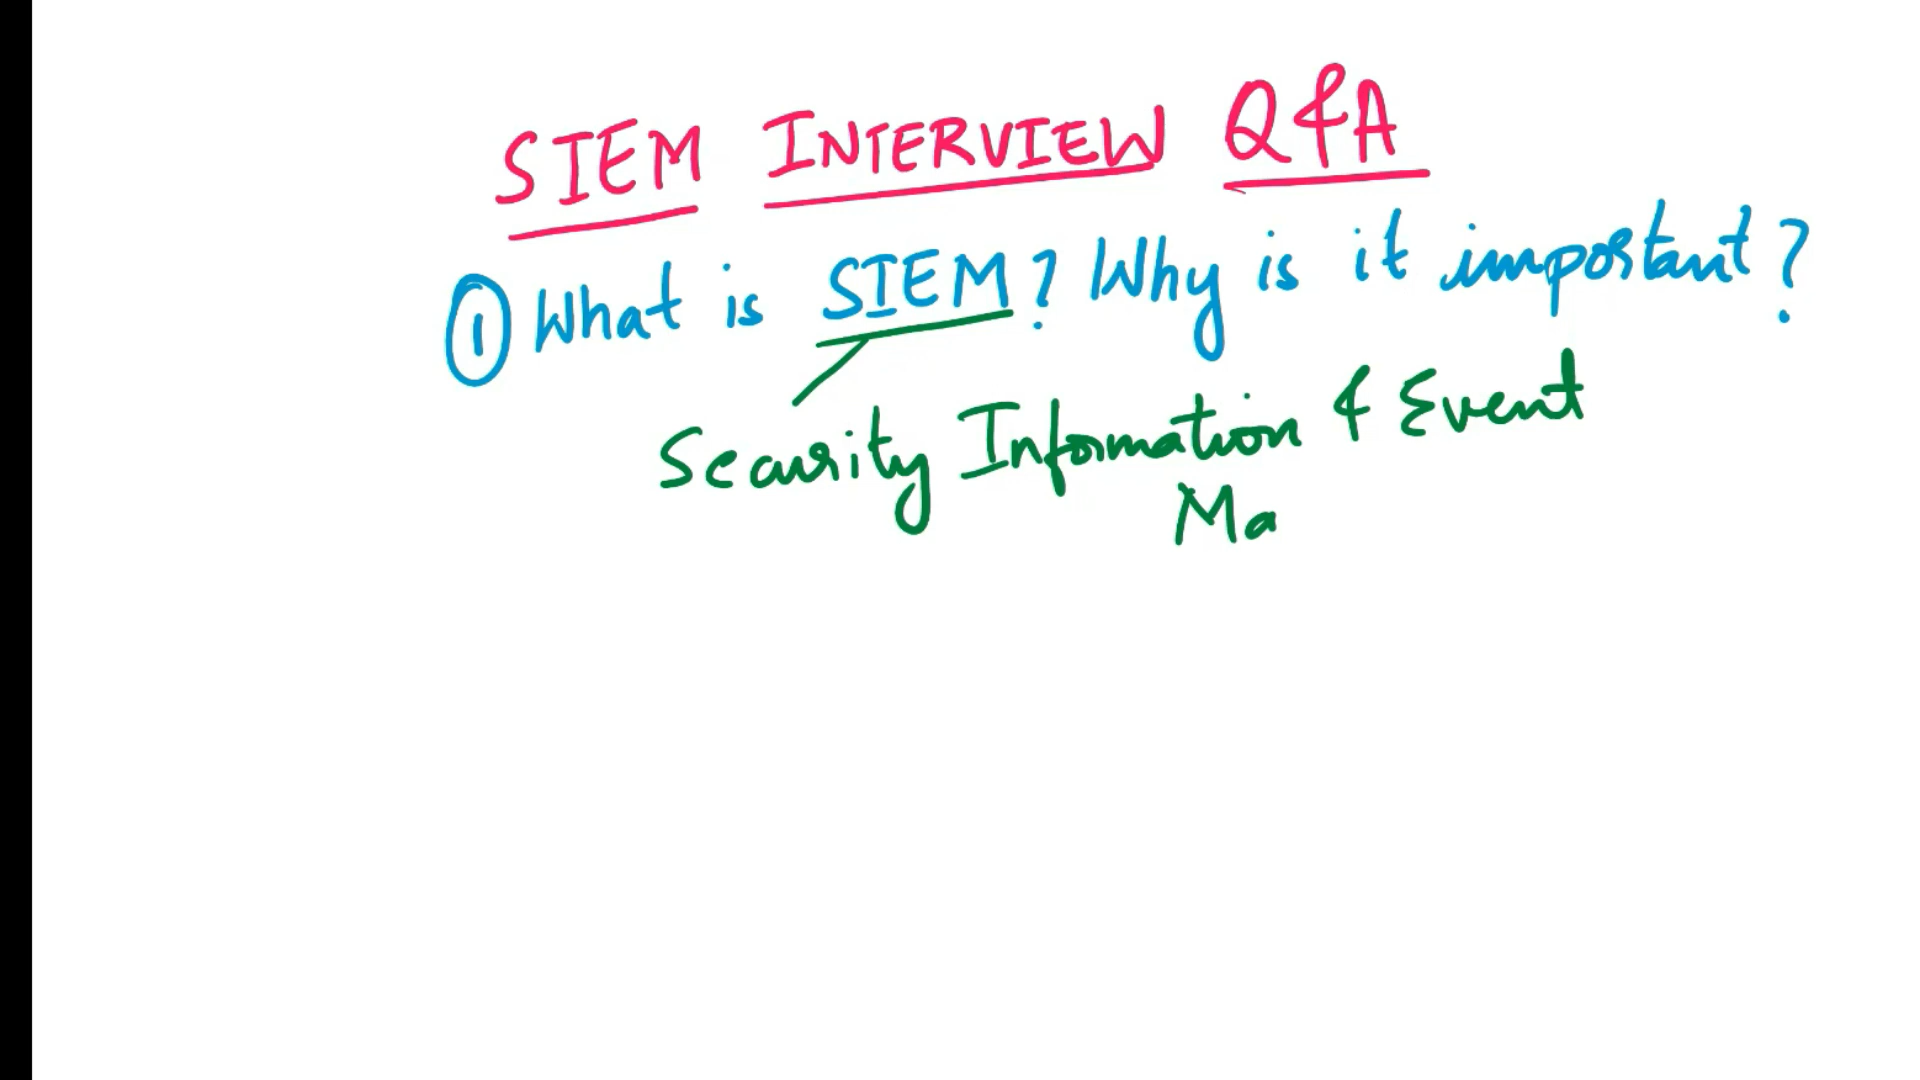 SIEM INTERVIEW Q&A
① What is SIEM? Why is it important?
Security Information & Event
Ma